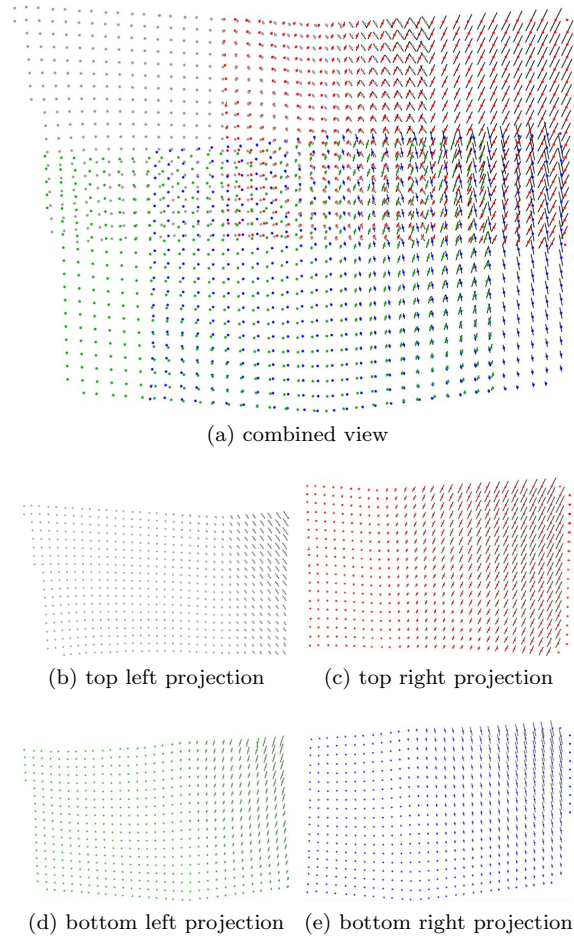 (a) combined view
(b) top left projection
(c) top right projection
(d) bottom left projection
(e) bottom right projection